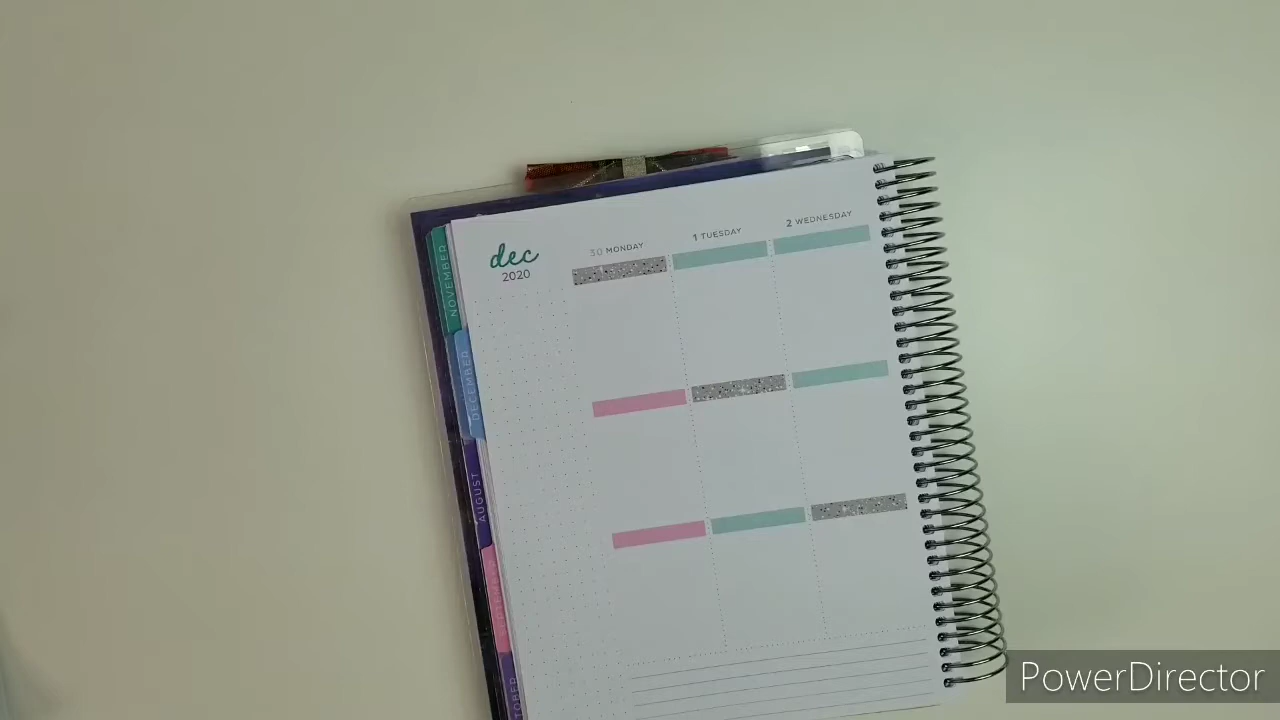 dec
2020
30 MONDAY
1 TUESDAY
2 WEDNESDAY
NOVEMBER
DECEMBER
AUGUST
PowerDirector